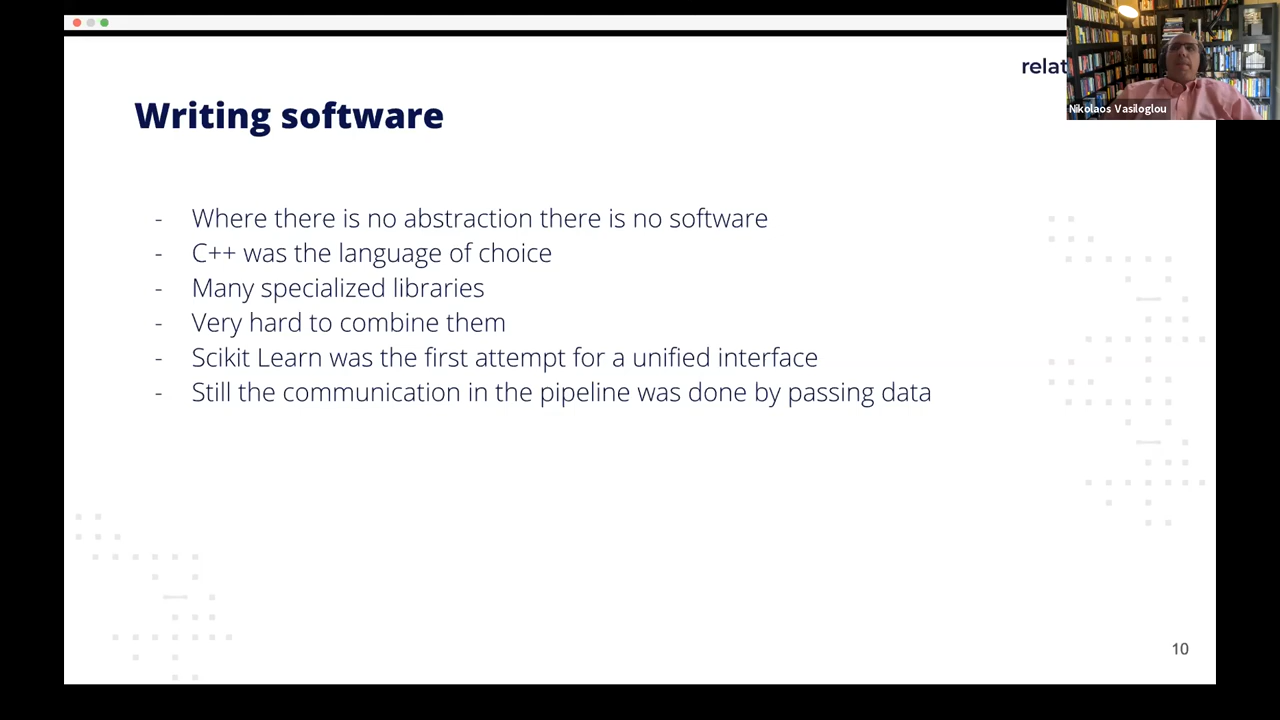 relat
Nikolaos Vasiloglou
Writing software
- Where there is no abstraction there is no software
- C++ was the language of choice
- Many specialized libraries
- Very hard to combine them
- Scikit Learn was the first attempt for a unified interface
- Still the communication in the pipeline was done by passing data
10